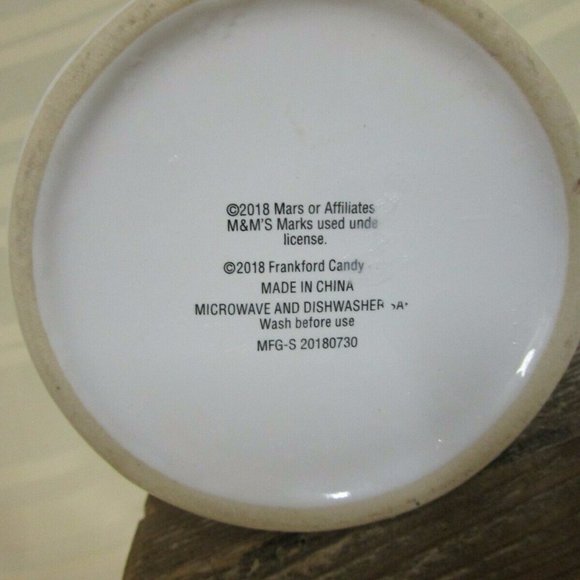 ©2018 Mars or Affiliates
M&M'S Marks used unde
license.
©2018 Frankford Candy
MADE IN CHINA
MICROWAVE AND DISHWASHER SA
Wash before use
MFG-S 20180730